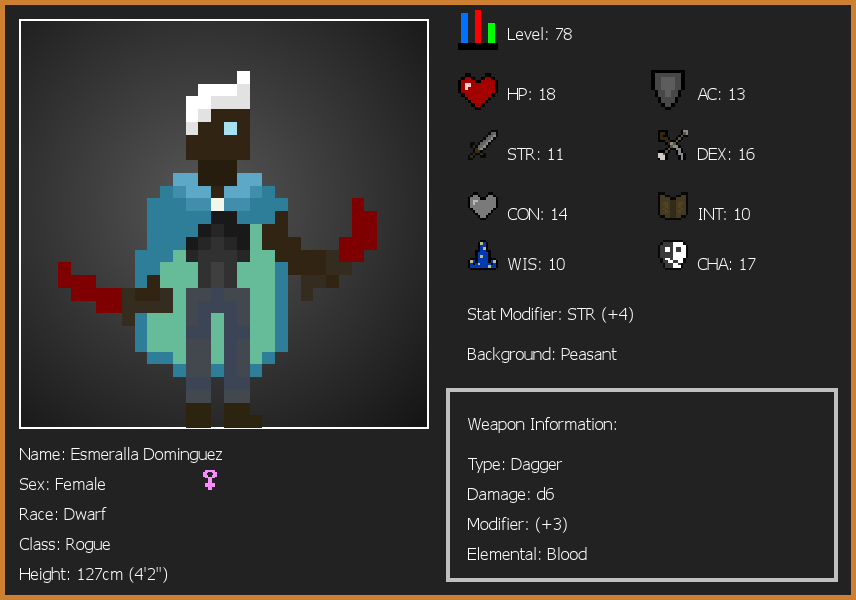 Level: 78
HP: 18
AC: 13
STR: 11
DEX: 16
CON: 14
INT: 10
WIS: 10
CHA: 17
Stat Modifier: STR (+4)
Background: Peasant
Weapon Information:
Type: Dagger
Damage: d6
Modifier: (+3)
Elemental: Blood
Name: Esmeralla Dominguez
Sex: Female
Race: Dwarf
Class: Rogue
Height: 127cm (4'2")